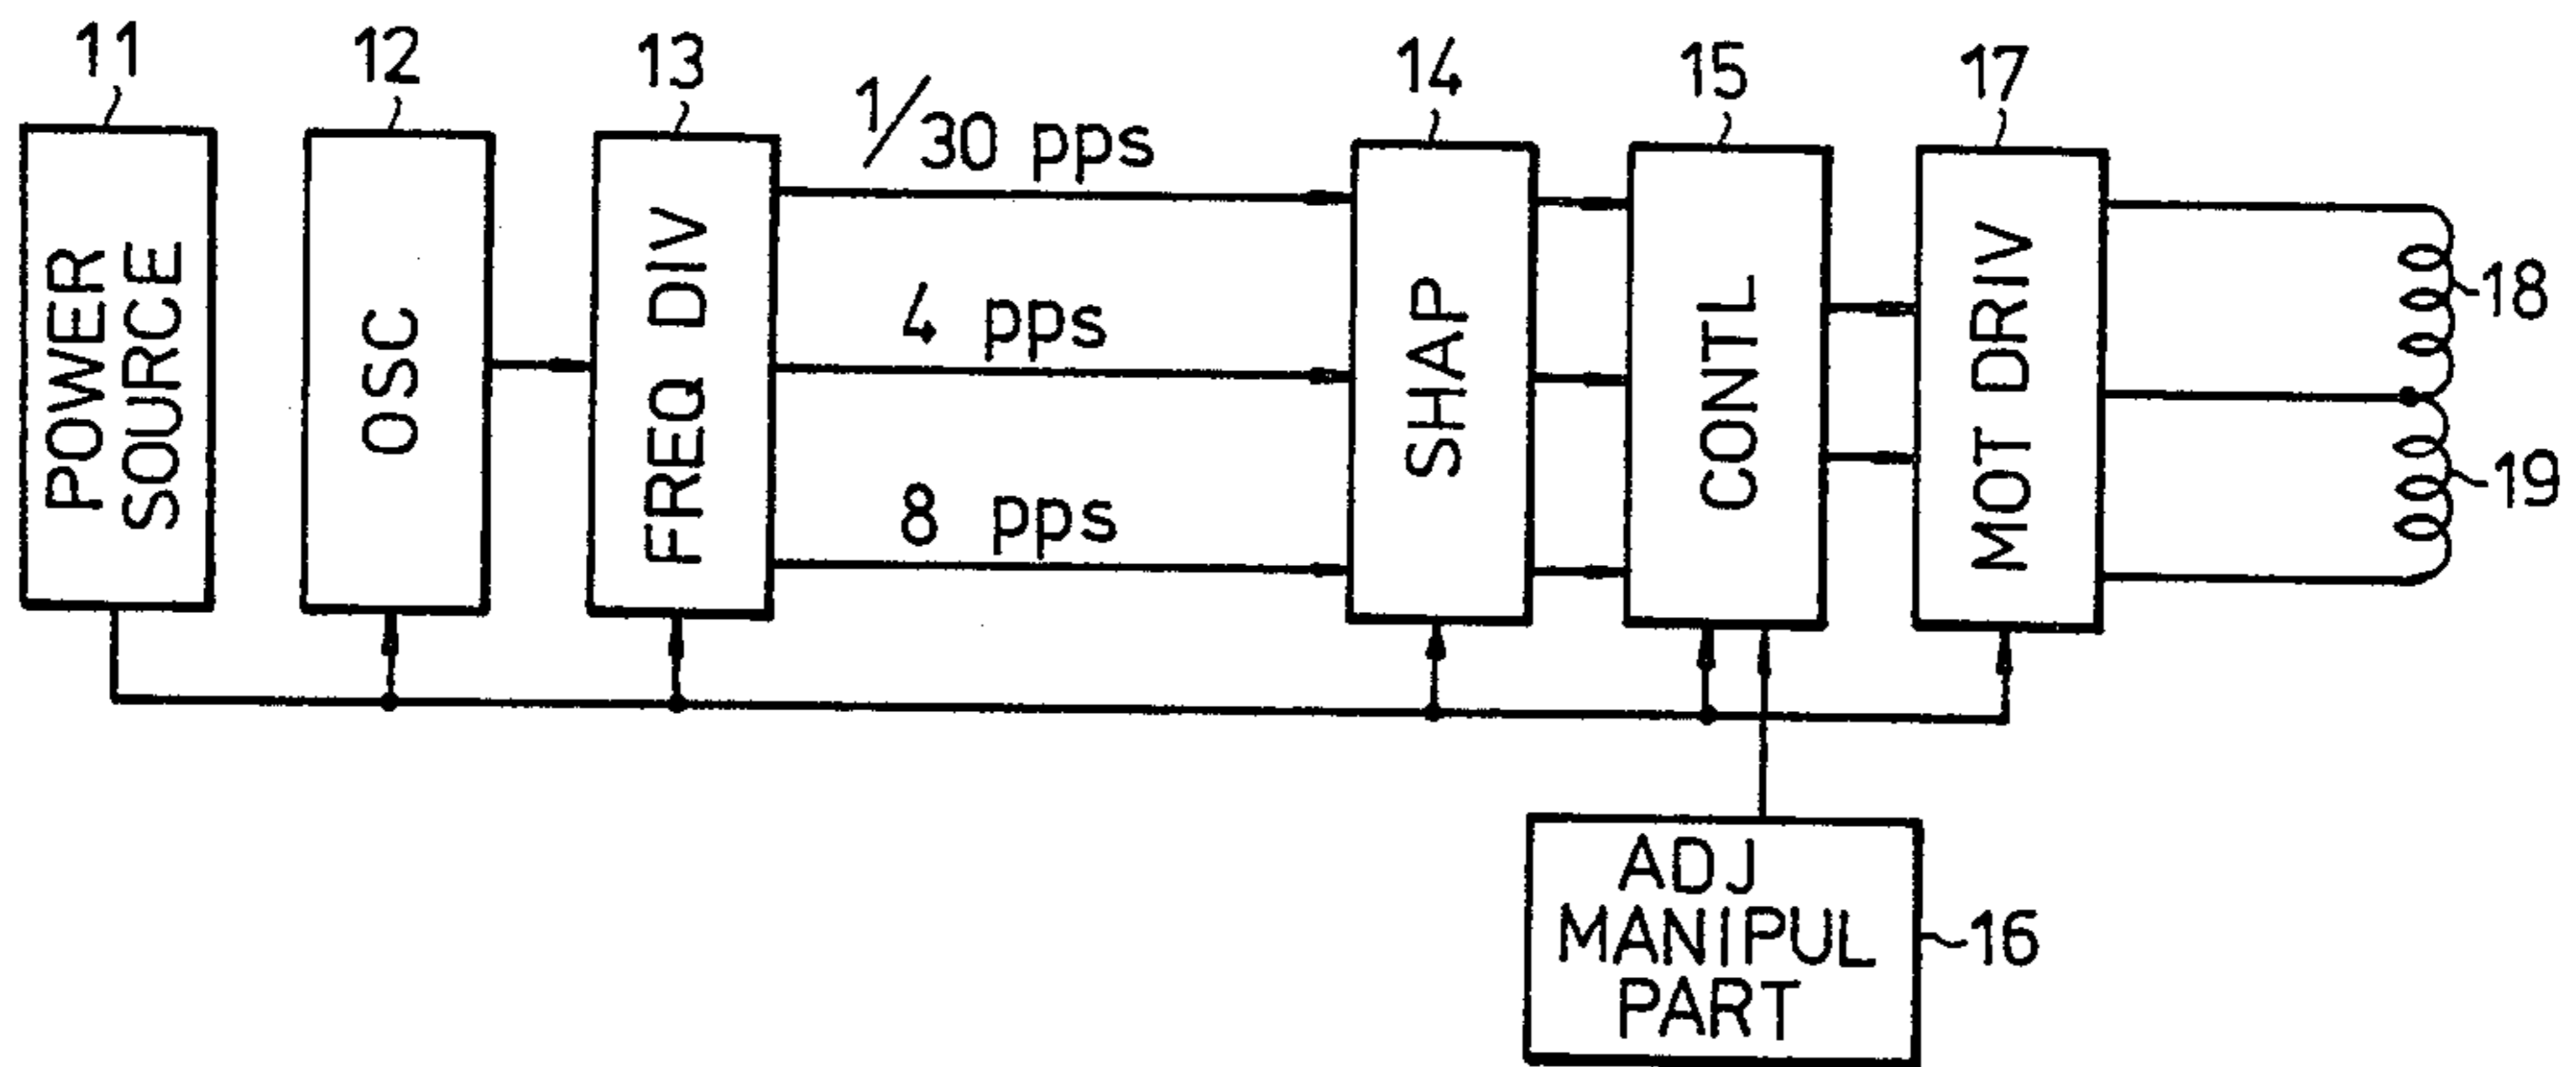 11
12
13
14
15
17
1/30 pps
4 pps
8 pps
POWER
SOURCE
OSC
FREQ DIV
SHAP
CONTL
MOT DRIV
18
19
ADJ
MANIPUL
PART
16